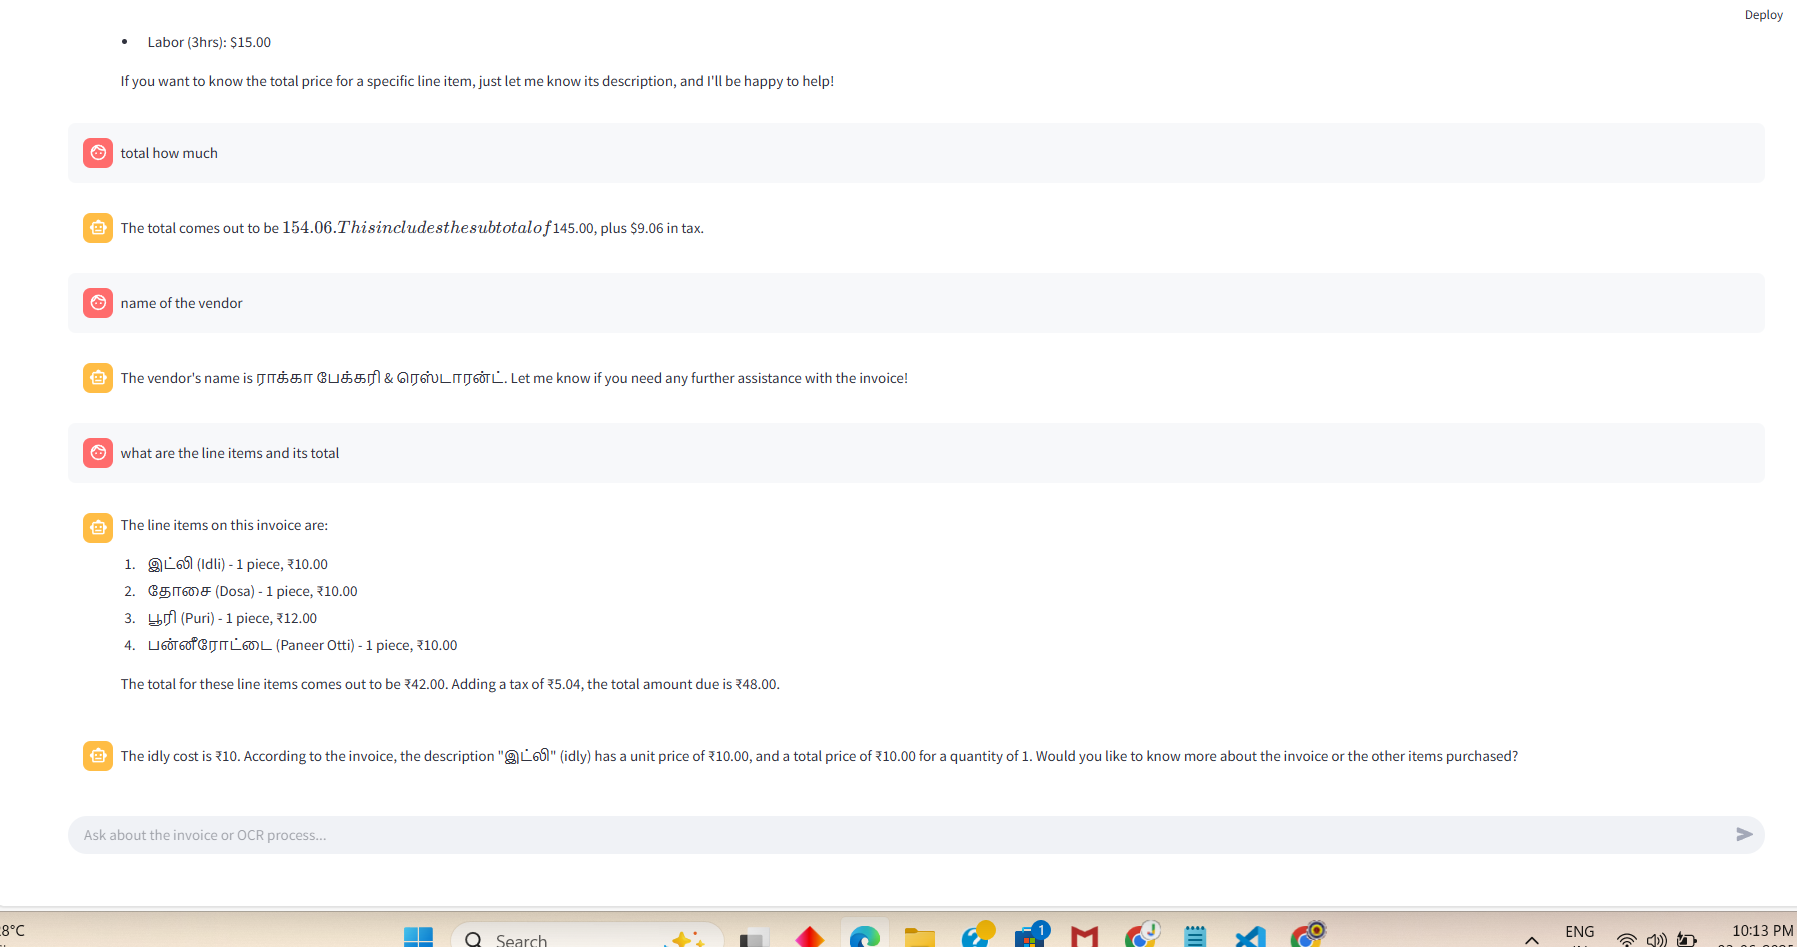 Deploy
• Labor (3hrs): $15.00
If you want to know the total price for a specific line item, just let me know its description, and I'll be happy to help!
total how much
The total comes out to be 154.06.Thisincludesthesubtotalof145.00, plus $9.06 in tax.
name of the vendor
The vendor's name is ராக்கா பேக்கரி & ரெஸ்டாரன்ட். Let me know if you need any further assistance with the invoice!
what are the line items and its total
The line items on this invoice are:
1. இட்லி (Idli) - 1 piece, ₹10.00
2. தோசை (Dosa) - 1 piece, ₹10.00
3. பூரி (Puri) - 1 piece, ₹12.00
4. பன்னீரோட்டை (Paneer Otti) - 1 piece, ₹10.00
The total for these line items comes out to be ₹42.00. Adding a tax of ₹5.04, the total amount due is ₹48.00.
The idly cost is ₹10. According to the invoice, the description "இட்லி" (idly) has a unit price of ₹10.00, and a total price of ₹10.00 for a quantity of 1. Would you like to know more about the invoice or the other items purchased?
Ask about the invoice or OCR process...
8°C
Search
1
ENG
10:13 PM